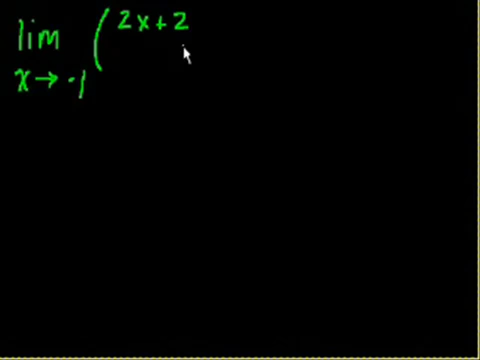 lim ( 2x+2
x → -1